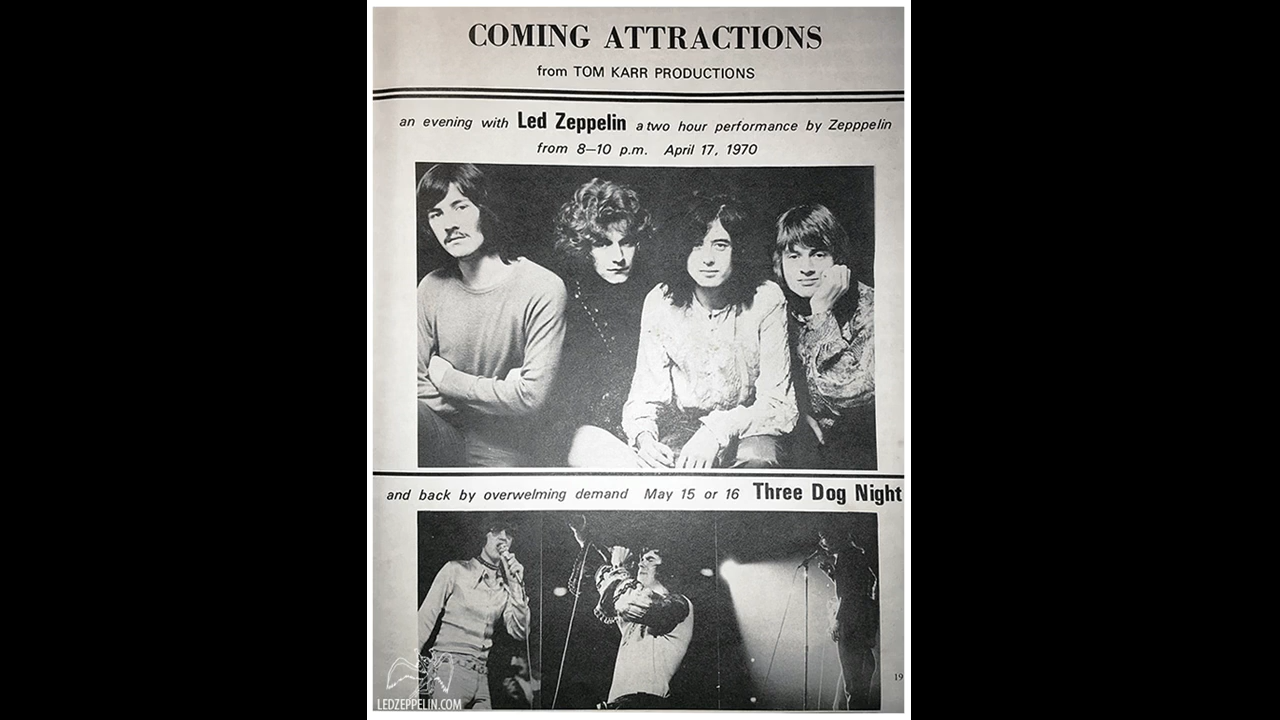 COMING ATTRACTIONS
from TOM KARR PRODUCTIONS
an evening with Led Zeppelin a two hour performance by Zepppelin
from 8—10 p.m. April 17, 1970
and back by overwelming demand May 15 or 16 Three Dog Night
19
LEDZEPPELIN.COM